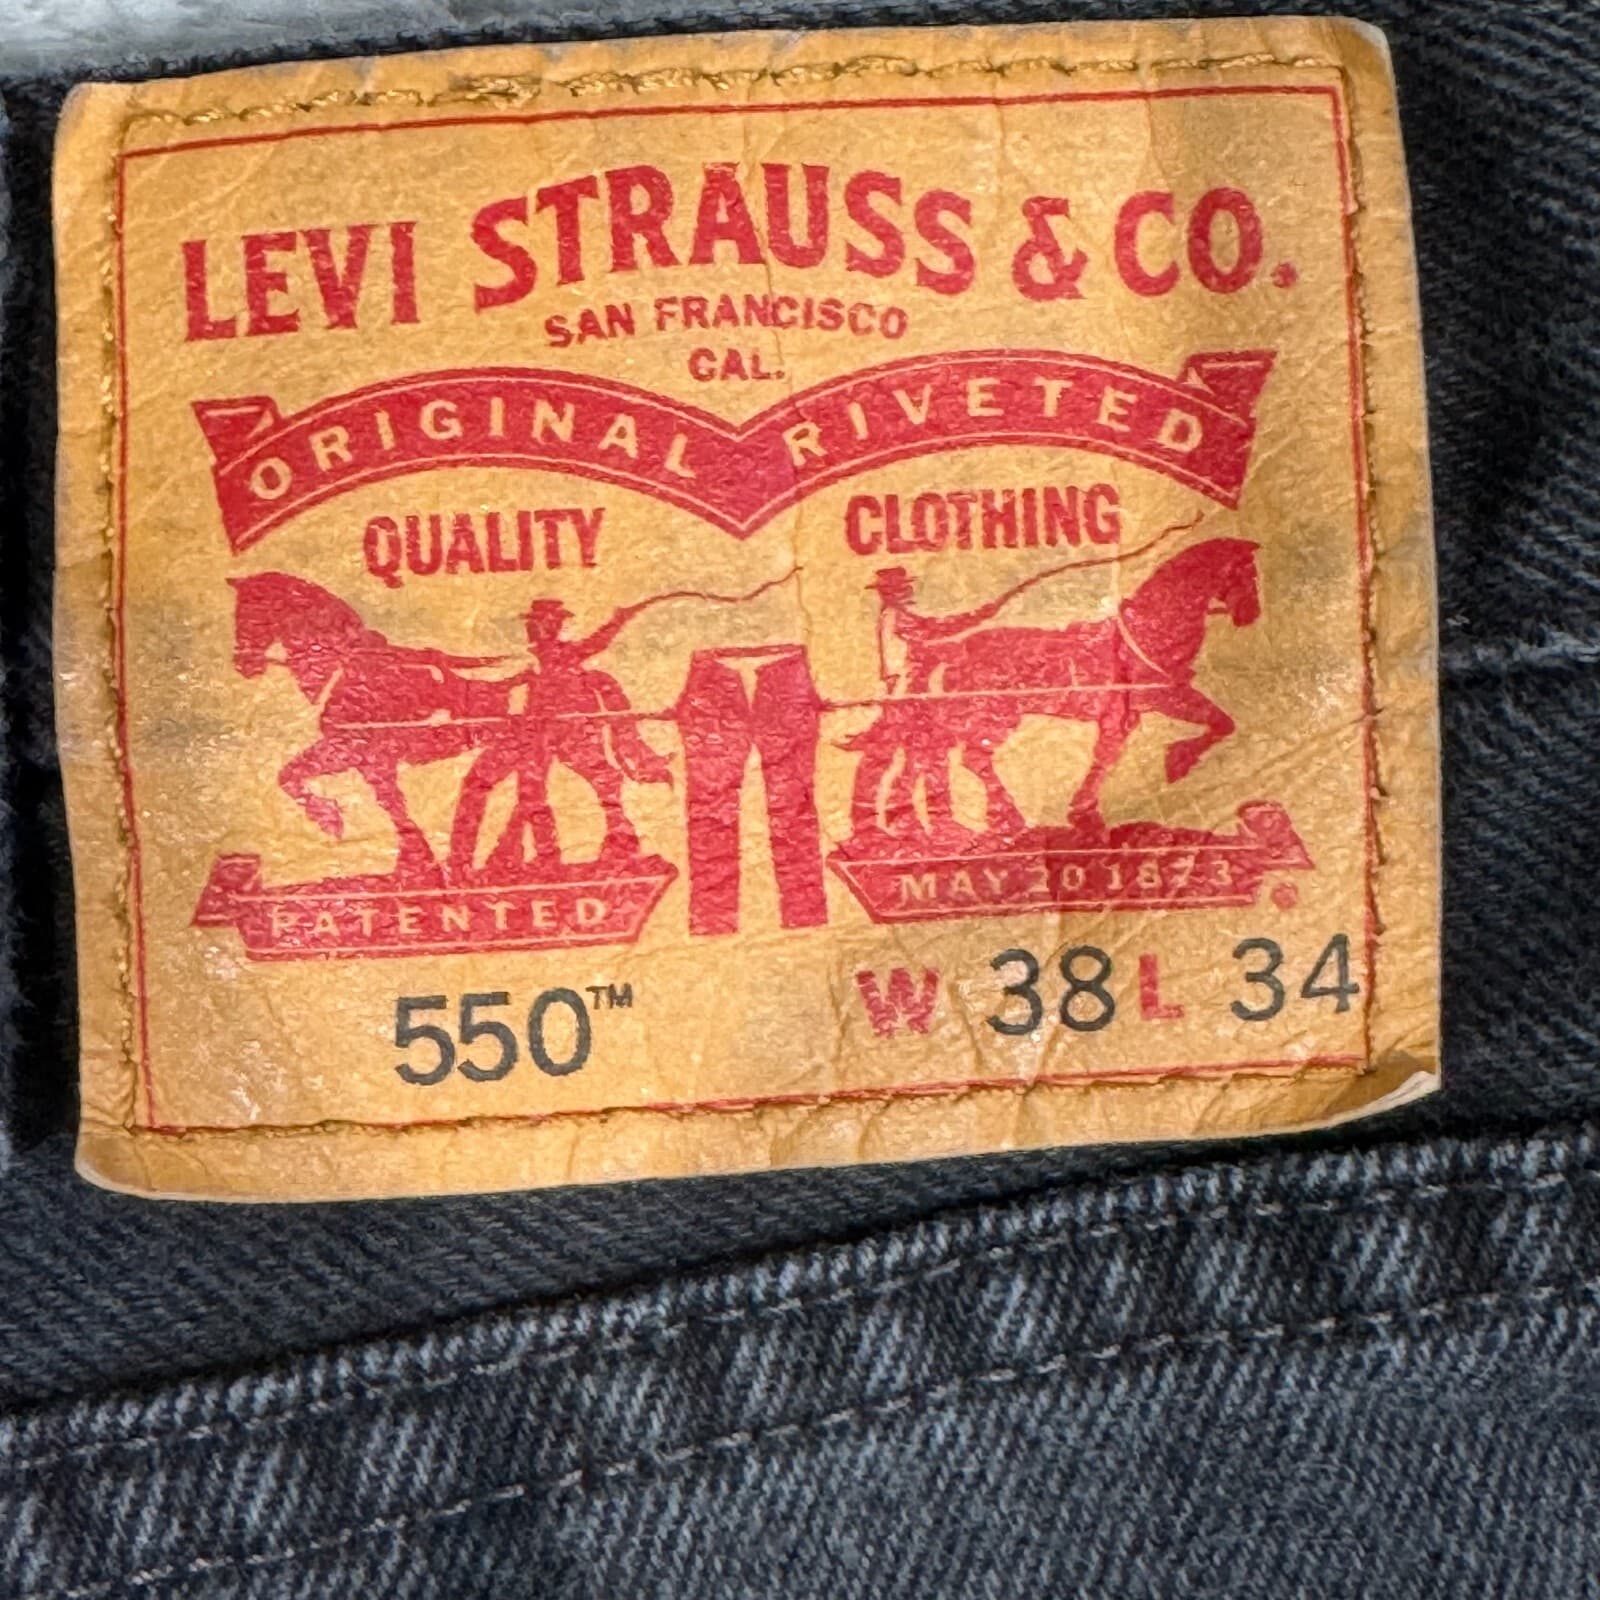 LEVI STRAUSS & CO.
SAN FRANCISCO
CAL.
ORIGINAL RIVETED
QUALITY CLOTHING
PATENTED MAY 20 1873
550™ W 38 L 34